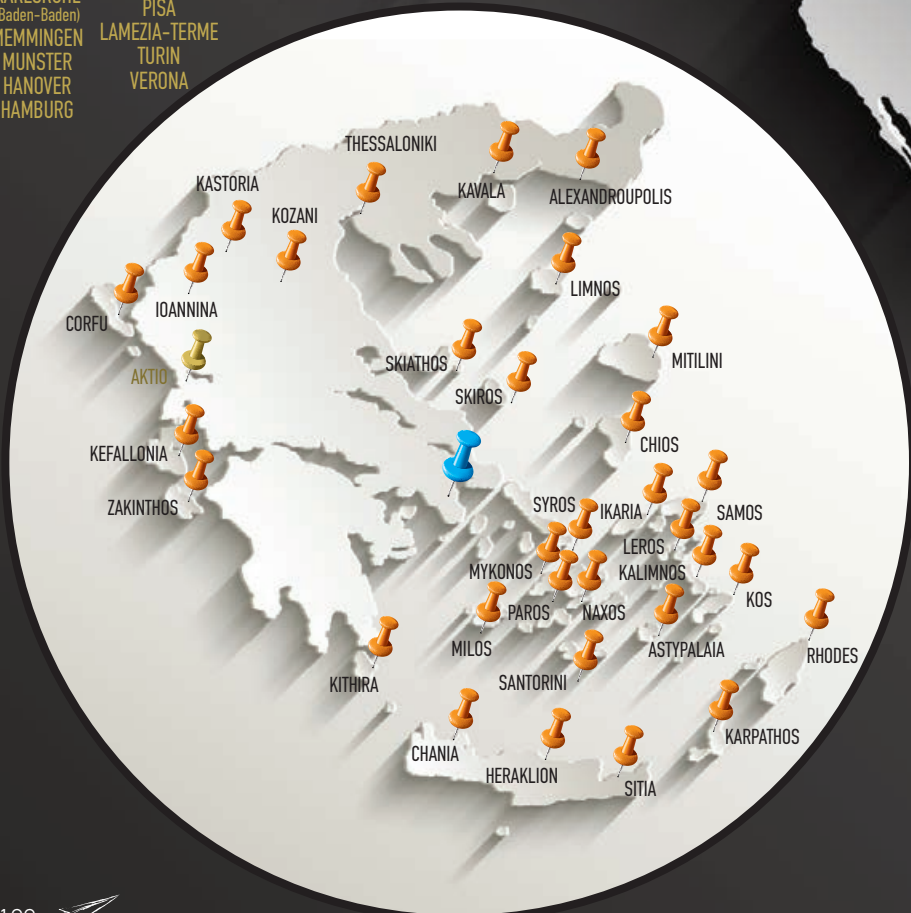 (Baden-Baden)
MEMMINGEN
MUNSTER
HANOVER
HAMBURG
PISA
LAMEZIA-TERME
TURIN
VERONA
THESSALONIKI
KAVALA
ALEXANDROUPOLIS
KASTORIA
KOZANI
LIMNOS
IOANNINA
CORFU
SKIATHOS
MITILINI
AKTIO
SKIROS
CHIOS
KEFALLONIA
ZAKINTHOS
SYROS
IKARIA
SAMOS
LEROS
MYKONOS
KALIMNOS
KOS
PAROS
NAXOS
MILOS
ASTYPALAIA
RHODES
SANTORINI
KITHIRA
KARPATHOS
CHANIA
HERAKLION
SITIA